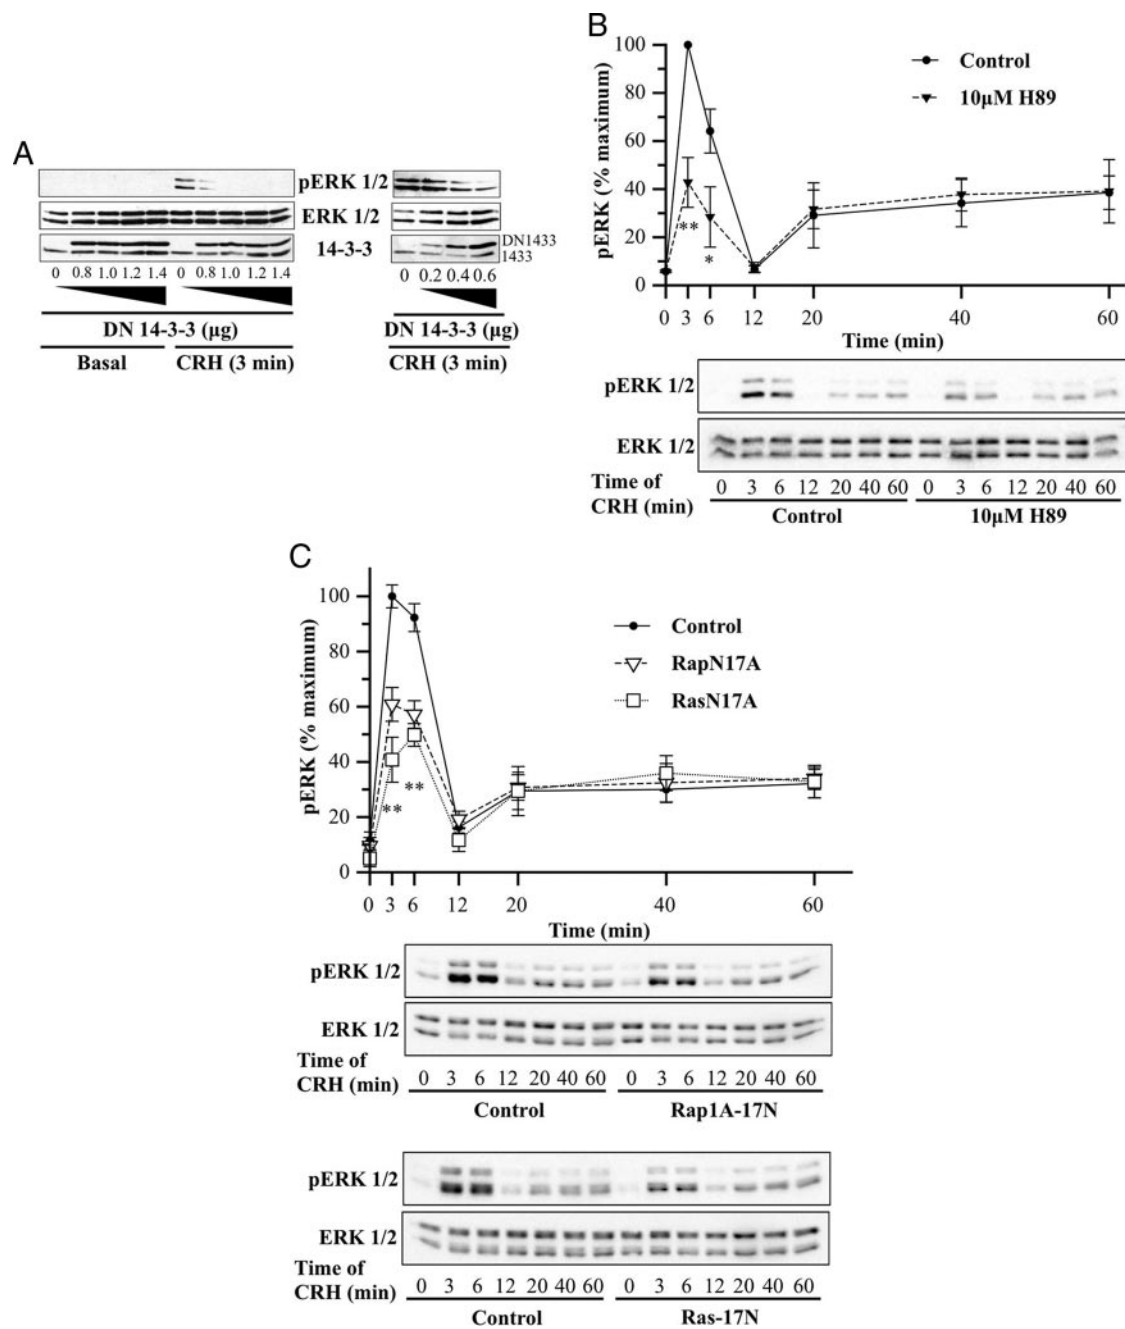 A
pERK 1/2
ERK 1/2
14-3-3
DN1433
1433
0 0.8 1.0 1.2 1.4 0 0.8 1.0 1.2 1.4
0 0.2 0.4 0.6
DN 14-3-3 (µg)
DN 14-3-3 (µg)
Basal
CRH (3 min)
CRH (3 min)
B
pERK (% maximum)
100
80
60
40
20
0
Control
10µM H89
**
*
0 3 6 12 20 40 60
Time (min)
pERK 1/2
ERK 1/2
Time of
CRH (min)
0 3 6 12 20 40 60 0 3 6 12 20 40 60
Control
10µM H89
C
pERK (% maximum)
100
80
60
40
20
0
Control
RapN17A
RasN17A
**
**
0 3 6 12 20 40 60
Time (min)
pERK 1/2
ERK 1/2
Time of
CRH (min)
0 3 6 12 20 40 60 0 3 6 12 20 40 60
Control
Rap1A-17N
pERK 1/2
ERK 1/2
Time of
CRH (min)
0 3 6 12 20 40 60 0 3 6 12 20 40 60
Control
Ras-17N